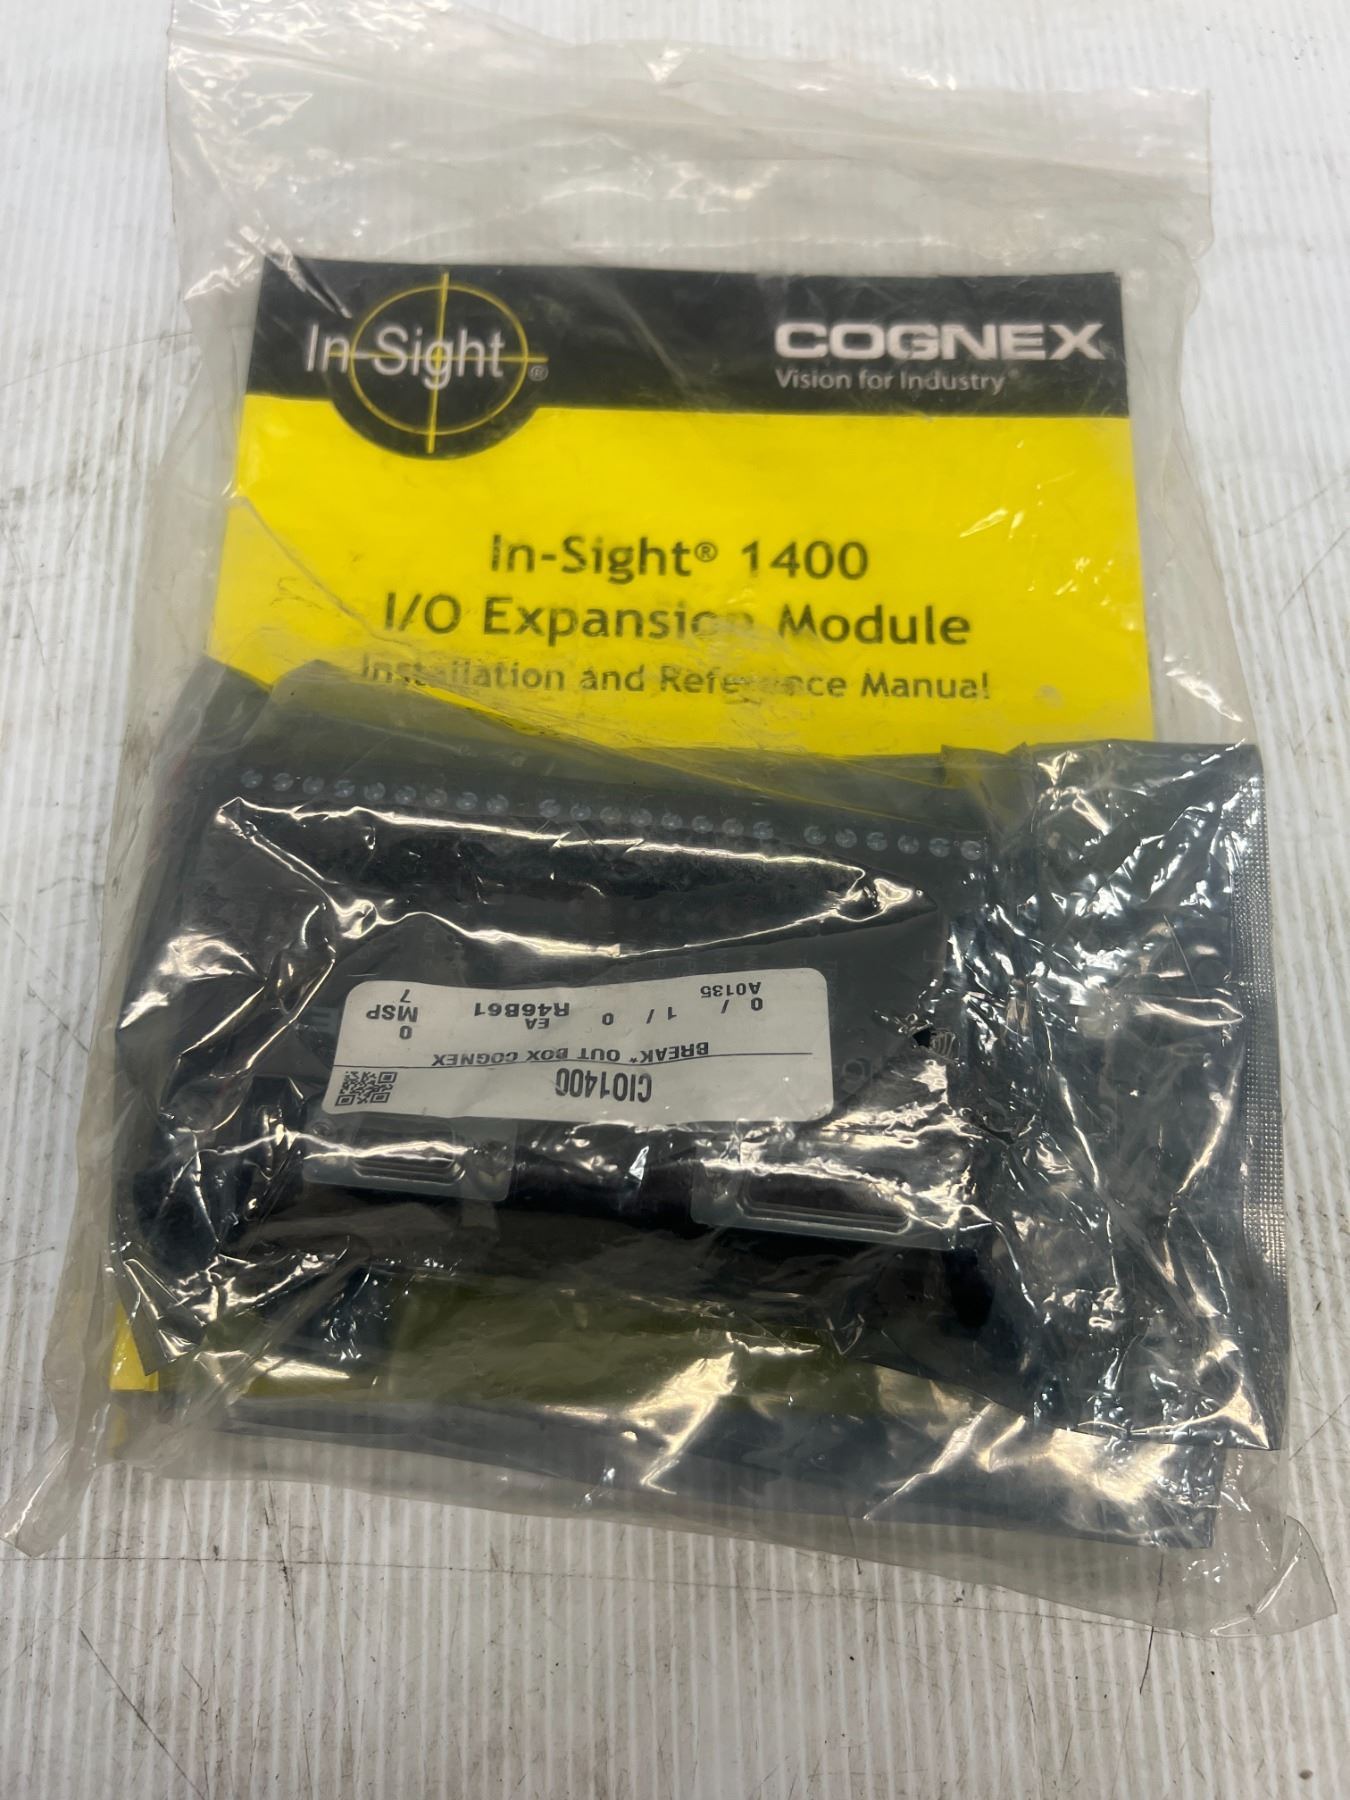 In-Sight®
COGNEX
Vision for Industry
In-Sight® 1400
I/O Expansion Module
Installation and Reference Manual
CIO1400
BREAK* OUT BOX COGNEX
0 / 1 / 0 EA R46B61 0 MSP
A0135 7